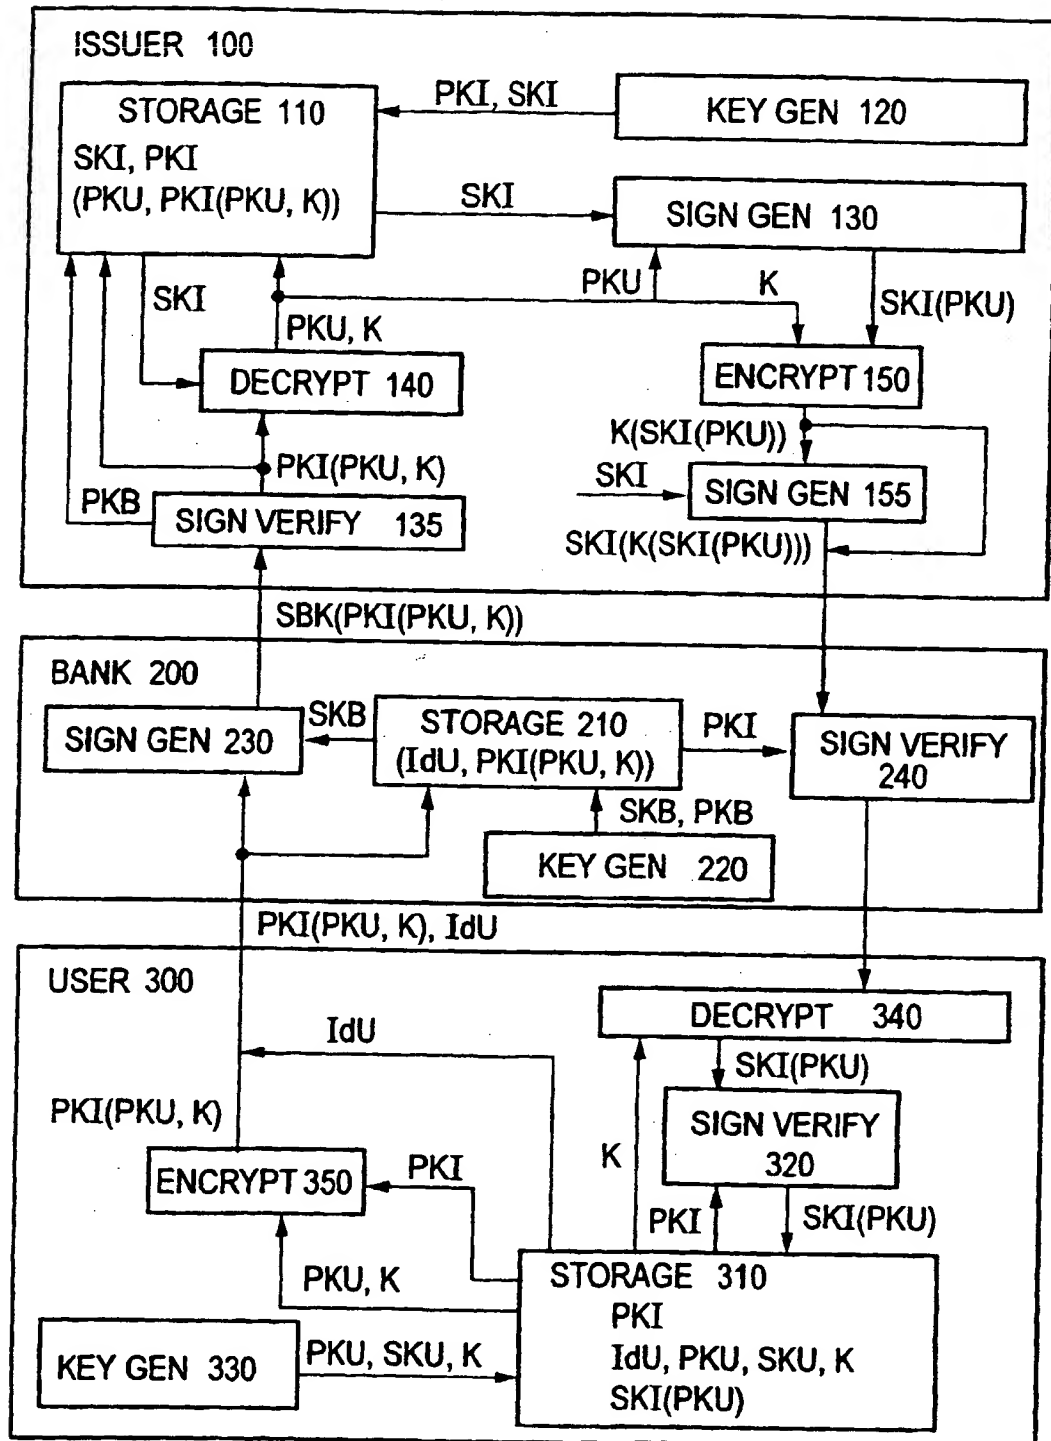 ISSUER 100
STORAGE 110
SKI, PKI
(PKU, PKI(PKU, K))
PKI, SKI
KEY GEN 120
SKI
SIGN GEN 130
SKI
PKU, K
PKU
K
SKI(PKU)
DECRYPT 140
ENCRYPT 150
PKI(PKU, K)
K(SKI(PKU))
PKB
SIGN VERIFY 135
SKI
SIGN GEN 155
SKI(K(SKI(PKU)))
SBK(PKI(PKU, K))
BANK 200
SIGN GEN 230
SKB
STORAGE 210
(IdU, PKI(PKU, K))
PKI
SIGN VERIFY
240
SKB, PKB
KEY GEN 220
PKI(PKU, K), IdU
USER 300
IdU
DECRYPT 340
SKI(PKU)
PKI(PKU, K)
SIGN VERIFY
320
K
ENCRYPT 350
PKI
PKI
SKI(PKU)
PKU, K
STORAGE 310
PKI
IdU, PKU, SKU, K
SKI(PKU)
KEY GEN 330
PKU, SKU, K